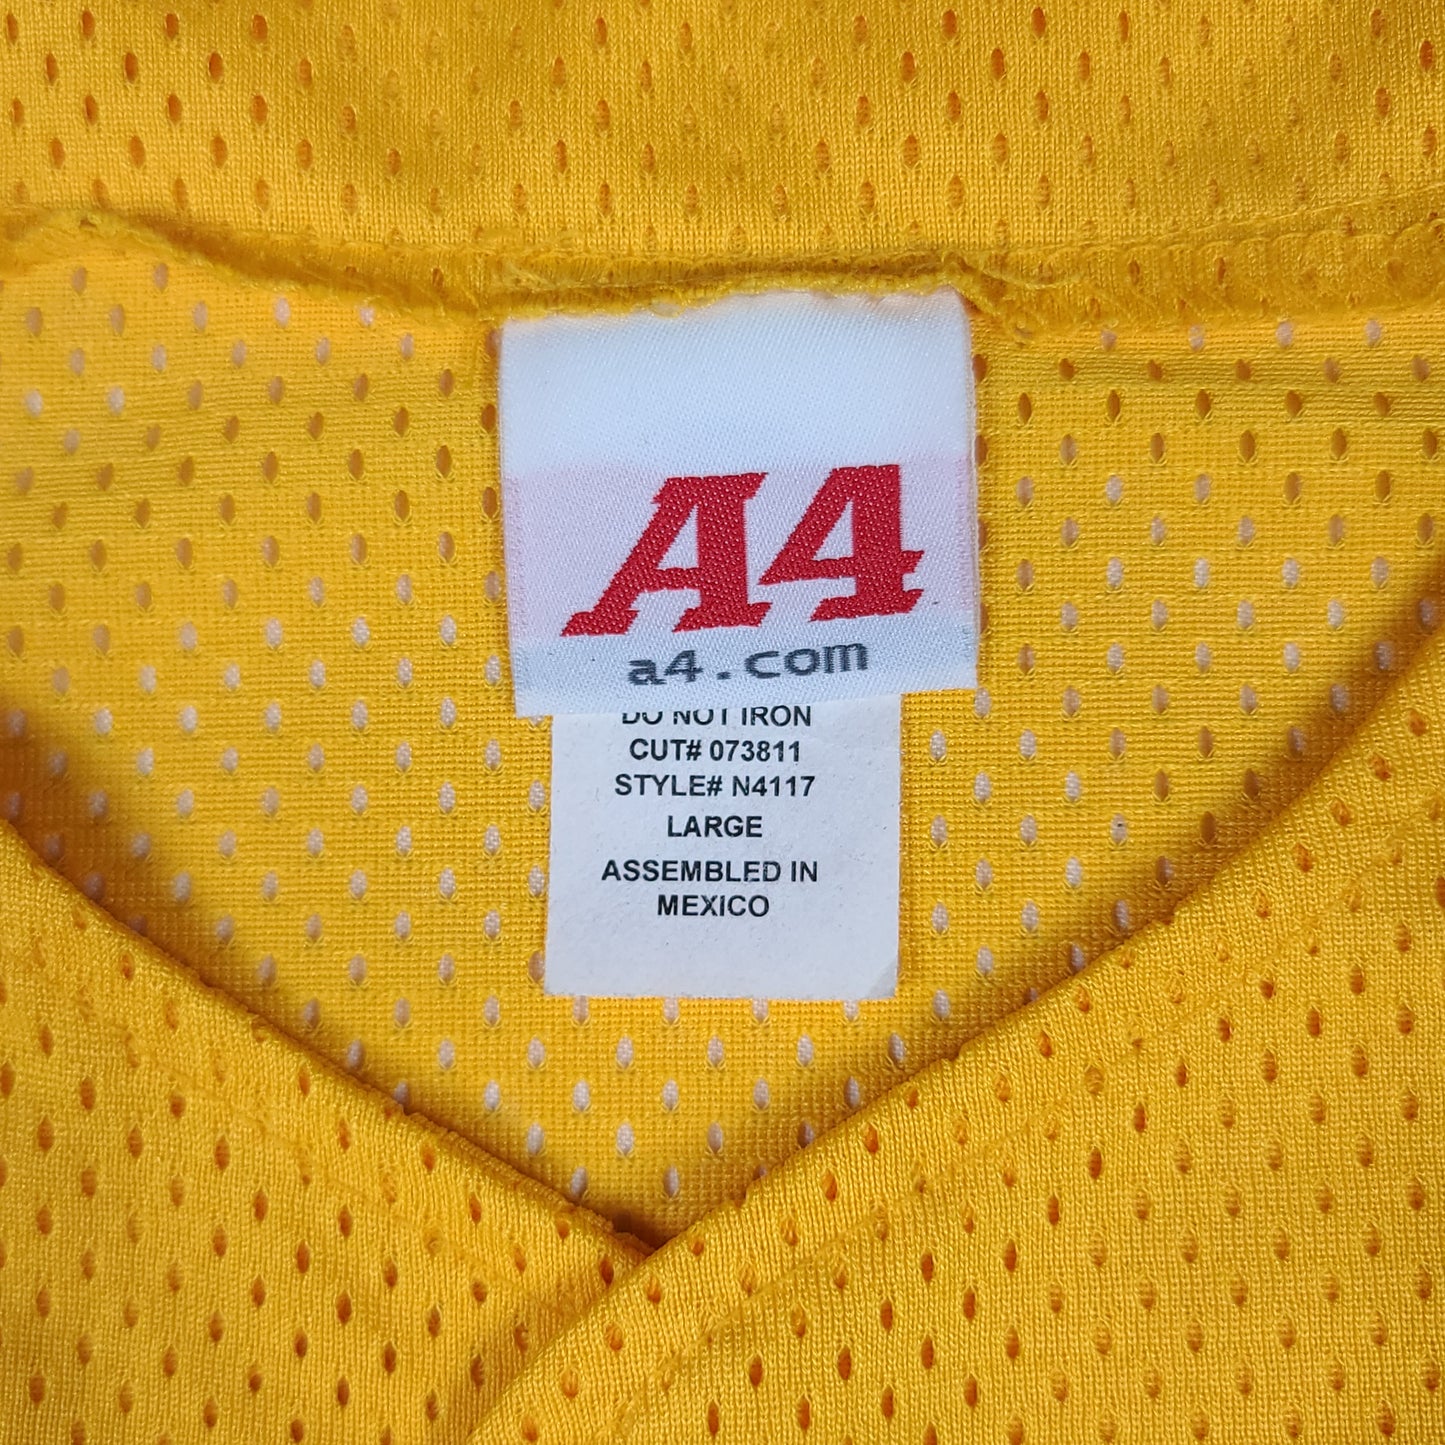 A4
a4.com
DO NOT IRON
CUT# 073811
STYLE# N4117
LARGE
ASSEMBLED IN
MEXICO